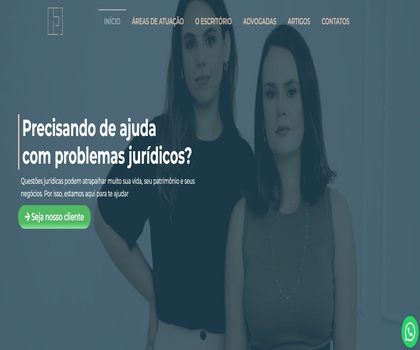 INÍCIO ÁREAS DE ATUAÇÃO O ESCRITÓRIO ADVOGADAS ARTIGOS CONTATOS
Precisando de ajuda
com problemas jurídicos?
Questões jurídicas podem atrapalhar muito sua vida, seu patrimônio e seus
negócios. Por isso, estamos aqui para te ajudar
→ Seja nosso cliente